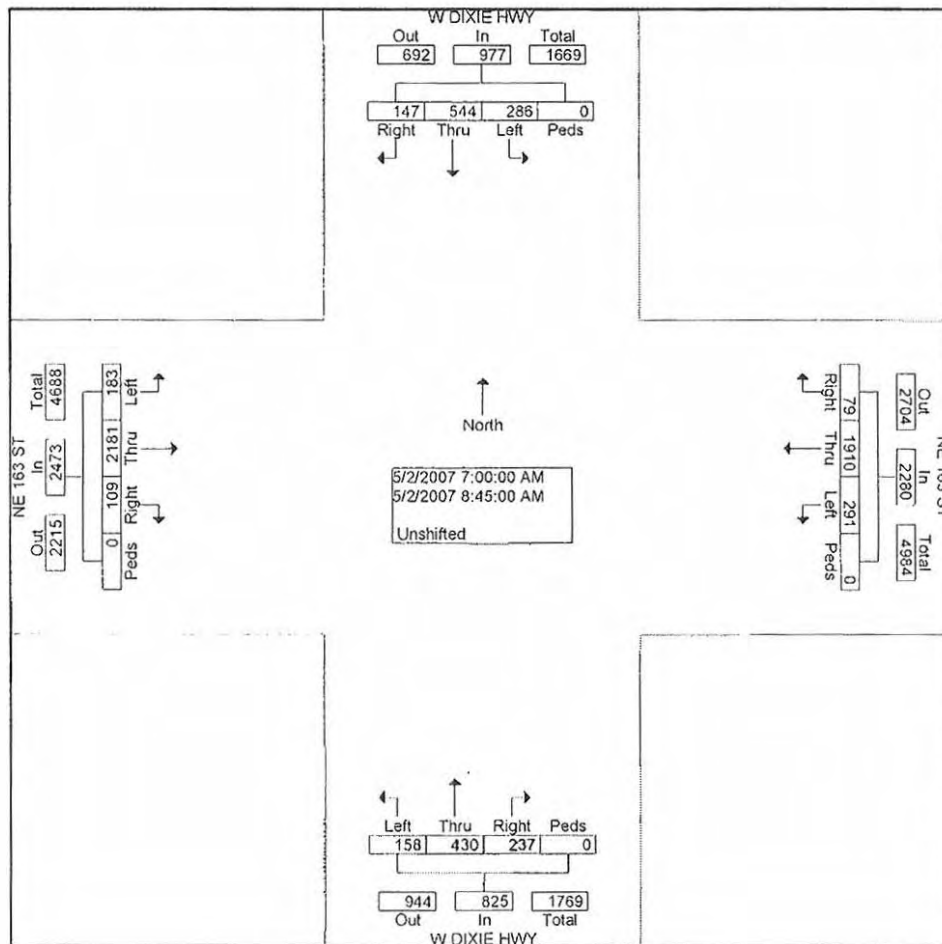 W DIXIE HWY
Out In Total
692 977 1669
147 544 286 0
Right Thru Left Peds
NE 163 ST
Total In Out
4688 2473 2215
183 2181 109 0
Left Thru Right Peds
North
5/2/2007 7:00:00 AM
5/2/2007 8:45:00 AM
Unshifted
Right Thru Left Peds
79 1910 291 0
Out In Total
2704 2280 4984
NE 163 ST
Left Thru Right Peds
158 430 237 0
944 825 1769
Out In Total
W DIXIE HWY